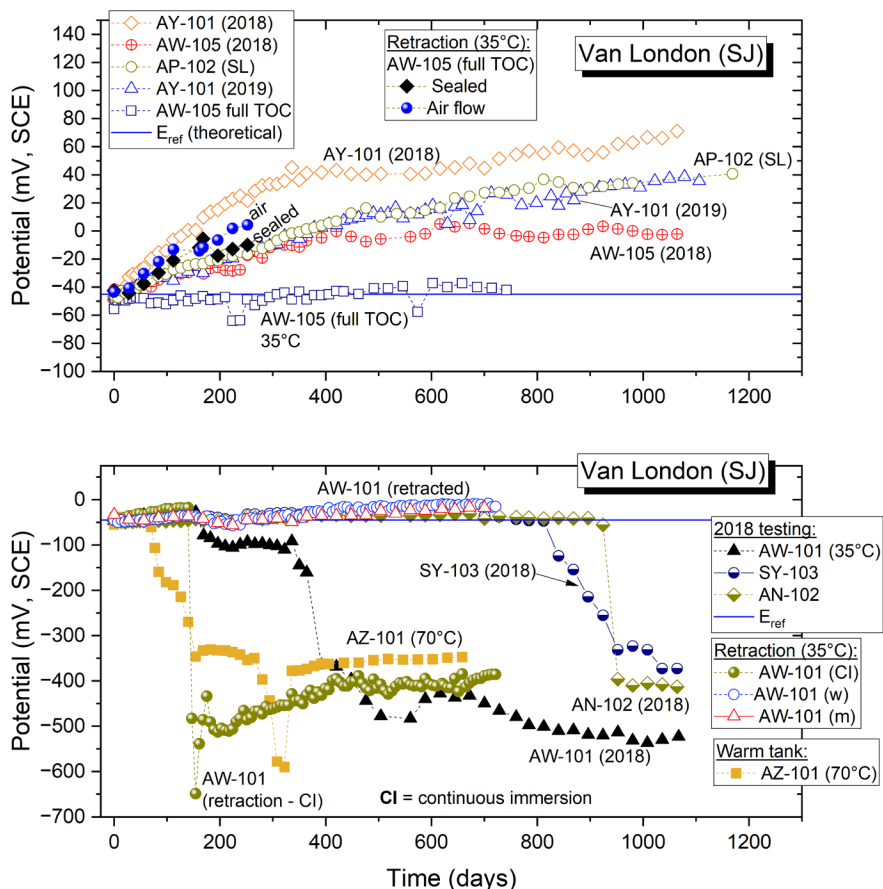 AY-101 (2018)
AW-105 (2018)
AP-102 (SL)
AY-101 (2019)
AW-105 full TOC
E_ref (theoretical)
Retraction (35°C):
AW-105 (full TOC)
Sealed
Air flow
Van London (SJ)
140
120
100
80
60
40
20
0
−20
−40
−60
−80
−100
Potential (mV, SCE)
AY-101 (2018)
AP-102 (SL)
air
sealed
AY-101 (2019)
AW-105
(2018)
AW-105 (full TOC)
35°C
0 200 400 600 800 1000 1200
Van London (SJ)
0
−100
−200
−300
−400
−500
−600
−700
Potential (mV, SCE)
AW-101 (retracted)
SY-103 (2018)
AZ-101 (70°C)
AN-102 (2018)
AW-101 (2018)
AW-101
(retraction - CI)
CI = continuous immersion
2018 testing:
AW-101 (35°C)
SY-103
AN-102
E_ref
Retraction (35°C):
AW-101 (CI)
AW-101 (w)
AW-101 (m)
Warm tank:
AZ-101 (70°C)
0 200 400 600 800 1000 1200
Time (days)